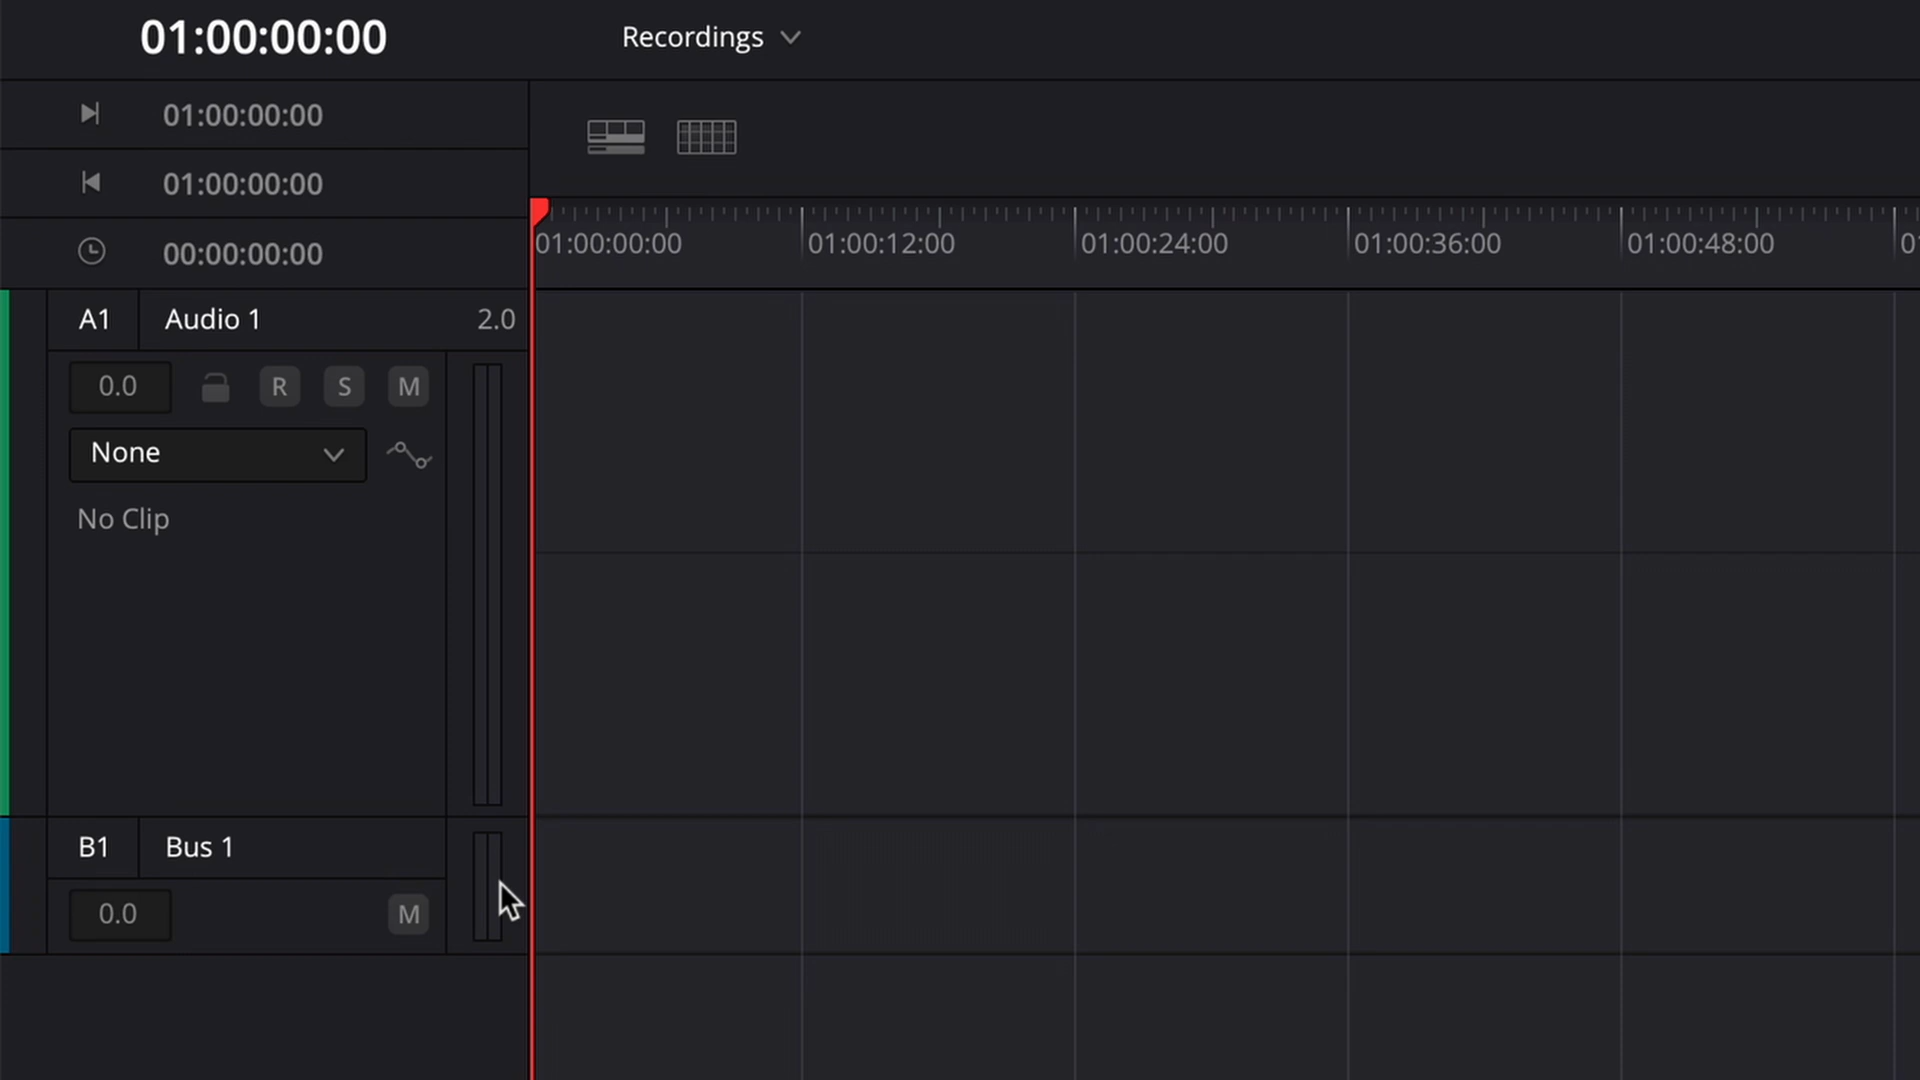 01:00:00:00
Recordings
01:00:00:00
01:00:00:00
00:00:00:00
01:00:00:00 01:00:12:00 01:00:24:00 01:00:36:00 01:00:48:00
A1 Audio 1 2.0
0.0 R S M
None
No Clip
B1 Bus 1
0.0 M